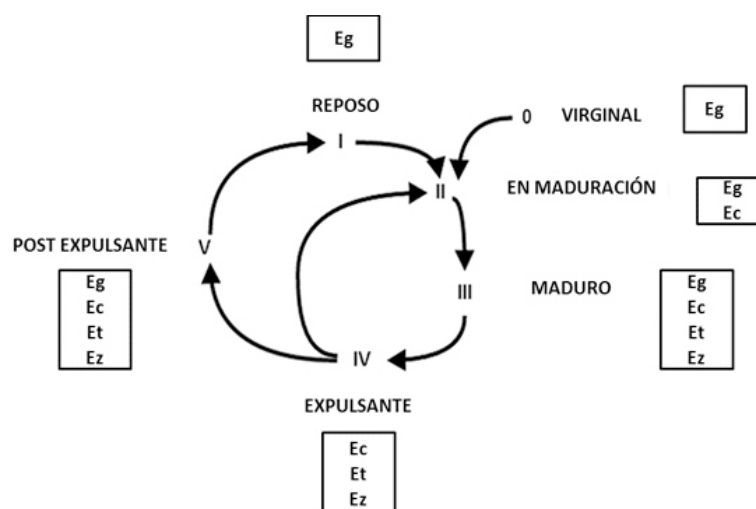 Eg
REPOSO
I
0 VIRGINAL
Eg
II
EN MADURACIÓN
Eg
Ec
POST EXPULSANTE
V
Eg
Ec
Et
Ez
III
MADURO
Eg
Ec
Et
Ez
IV
EXPULSANTE
Ec
Et
Ez